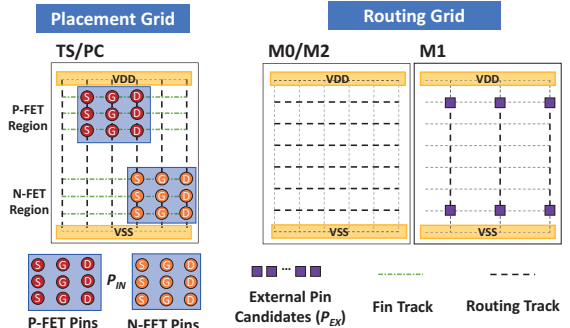 Placement Grid
Routing Grid
TS/PC
M0/M2
M1
VDD
VDD
VDD
P-FET
Region
S G D
S G D
S G D
N-FET
Region
S G D
S G D
S G D
VSS
VSS
VSS
S G D
S G D
S G D
P_IN
S G D
S G D
S G D
P-FET Pins
N-FET Pins
...
External Pin
Candidates (P_EX)
Fin Track
Routing Track